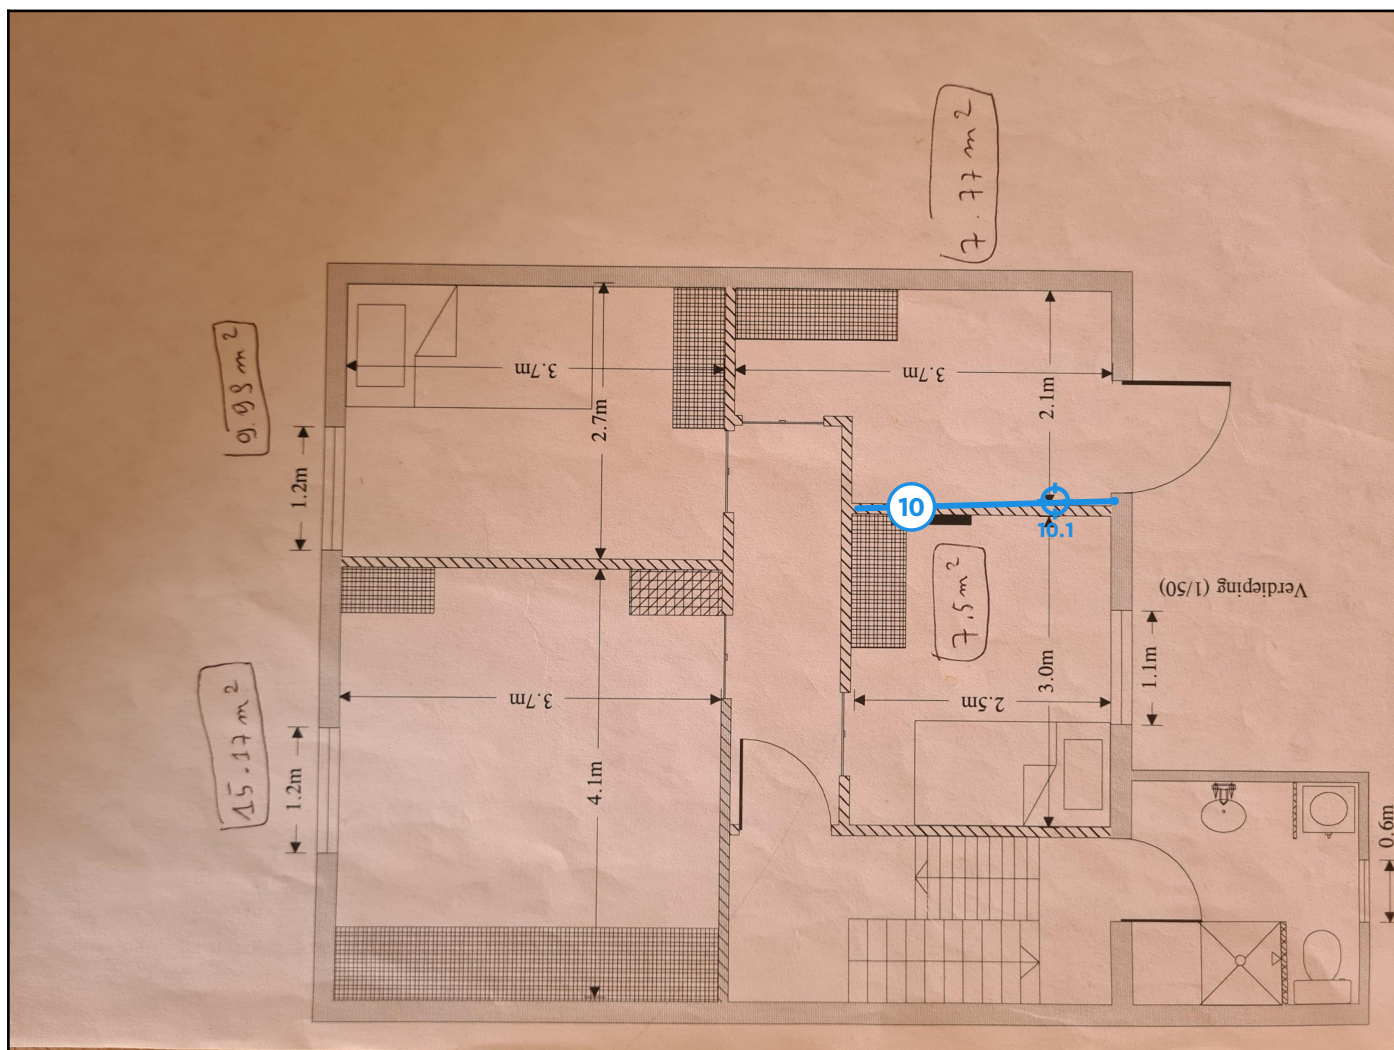 7.77 m²
9.99 m²
3.7m
3.7m
2.7m
2.1m
1.2m
10
10.1
7.5 m²
Verdieping (1/50)
15.17 m²
3.7m
2.5m
3.0m
1.1m
1.2m
4.1m
0.6m